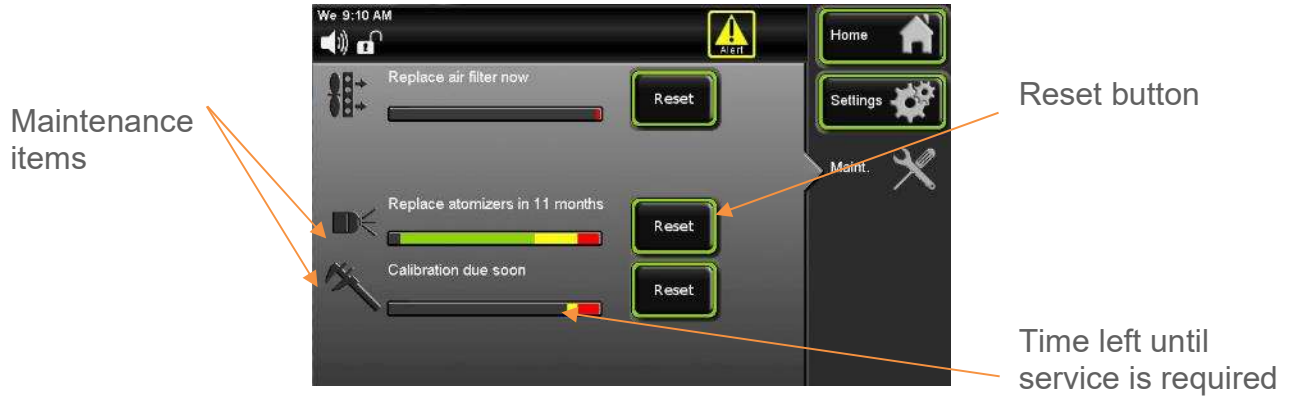 We 9:10 AM
Alert
Home
Replace air filter now
Reset
Settings
Reset button
Maintenance
items
Maint.
Replace atomizers in 11 months
Reset
Calibration due soon
Reset
Time left until
service is required